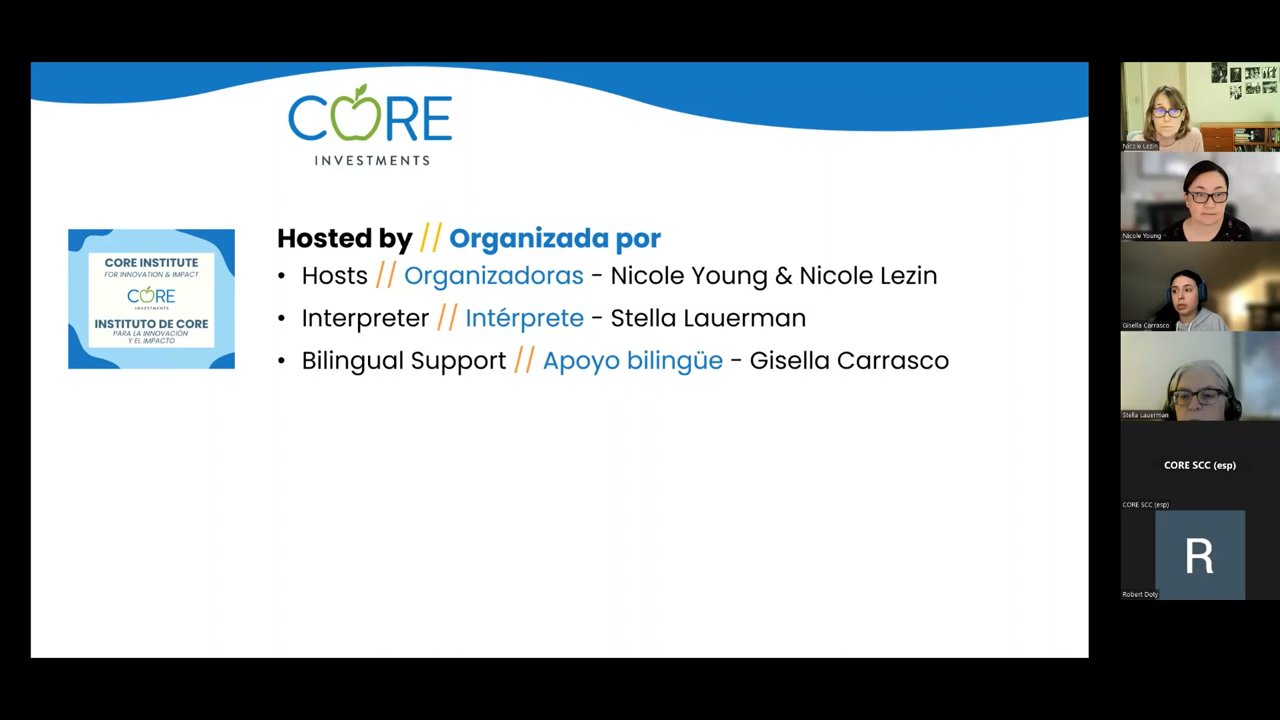 CORE
INVESTMENTS
CORE INSTITUTE
FOR INNOVATION & IMPACT
CORE
INVESTMENTS
INSTITUTO DE CORE
PARA LA INNOVACIÓN
Y EL IMPACTO
Hosted by // Organizada por
• Hosts // Organizadoras - Nicole Young & Nicole Lezin
• Interpreter // Intérprete - Stella Lauerman
• Bilingual Support // Apoyo bilingüe - Gisella Carrasco
Nicole Lezin
Nicole Young
Gisella Carrasco
Stella Lauerman
CORE SCC (esp)
CORE SCC (esp)
R
Robert Doty